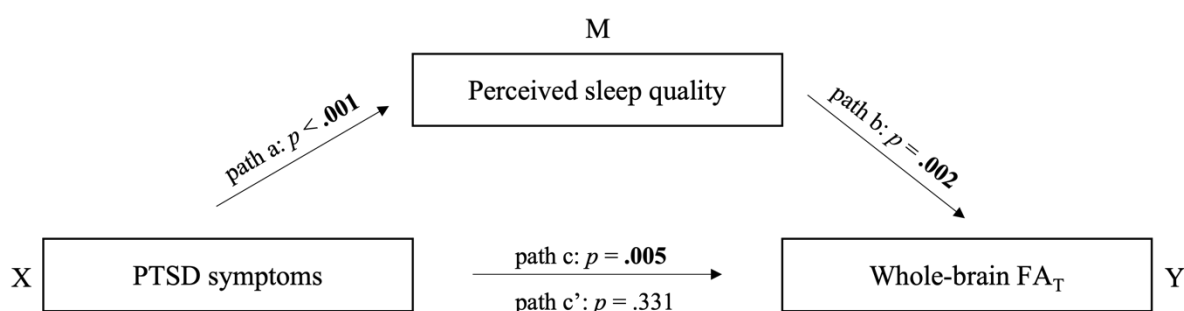 M
Perceived sleep quality
path a: p < .001
path b: p = .002
X
PTSD symptoms
path c: p = .005
path c’: p = .331
Whole-brain FAT
Y